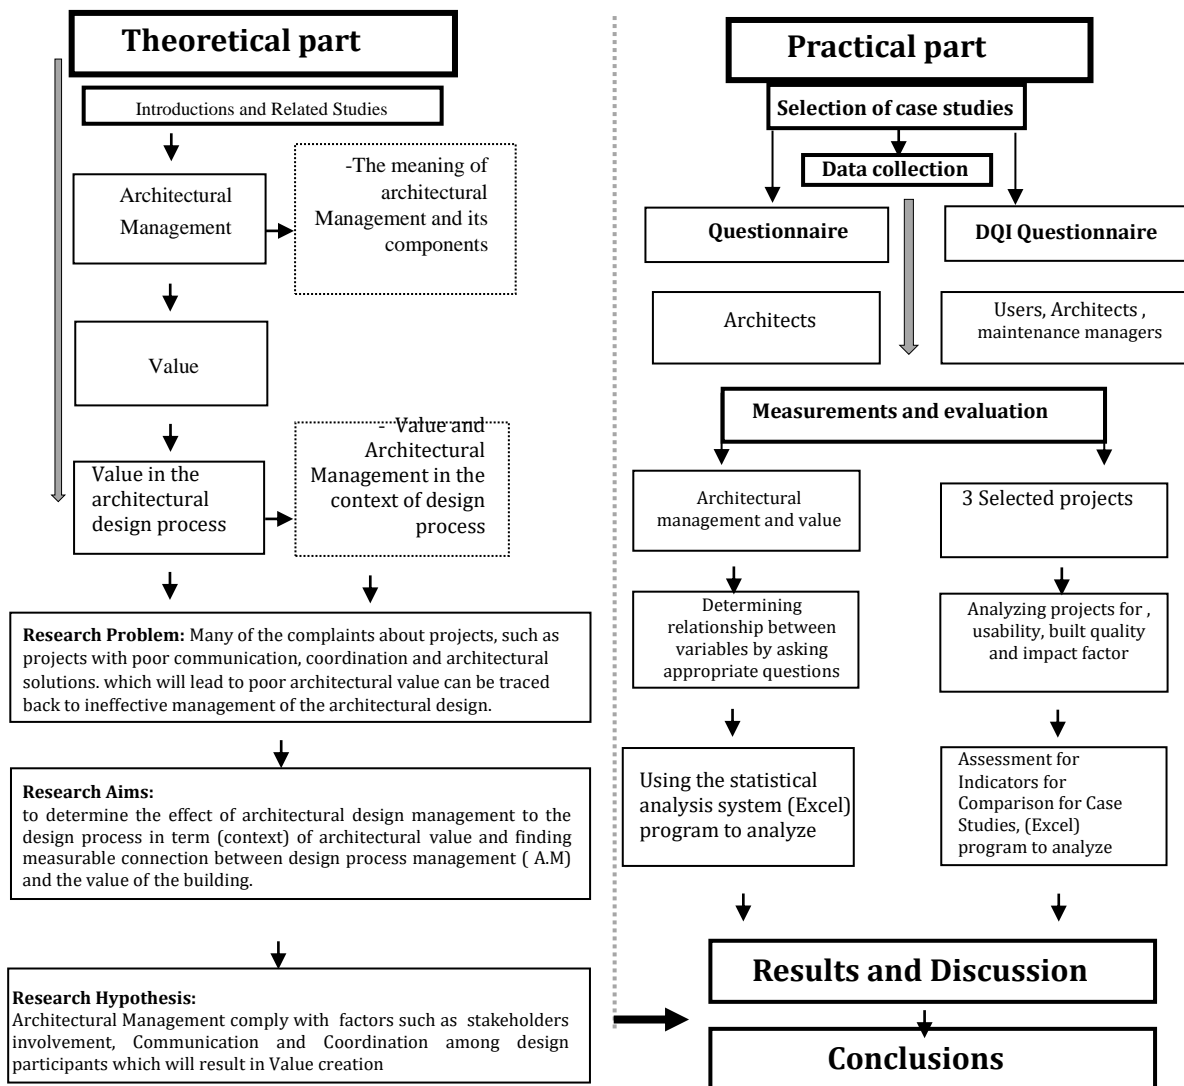 Theoretical part
Introductions and Related Studies
Architectural
Management
-The meaning of
architectural
Management and its
components
Value
Value in the
architectural
design process
- Value and
Architectural
Management in the
context of design
process
Research Problem: Many of the complaints about projects, such as
projects with poor communication, coordination and architectural
solutions. which will lead to poor architectural value can be traced
back to ineffective management of the architectural design.
Research Aims:
to determine the effect of architectural design management to the
design process in term (context) of architectural value and finding
measurable connection between design process management ( A.M)
and the value of the building.
Research Hypothesis:
Architectural Management comply with factors such as stakeholders
involvement, Communication and Coordination among design
participants which will result in Value creation
Practical part
Selection of case studies
Data collection
Questionnaire
DQI Questionnaire
Architects
Users, Architects ,
maintenance managers
Measurements and evaluation
Architectural
management and value
3 Selected projects
Determining
relationship between
variables by asking
appropriate questions
Analyzing projects for ,
usability, built quality
and impact factor
Using the statistical
analysis system (Excel)
program to analyze
Assessment for
Indicators for
Comparison for Case
Studies, (Excel)
program to analyze
Results and Discussion
Conclusions